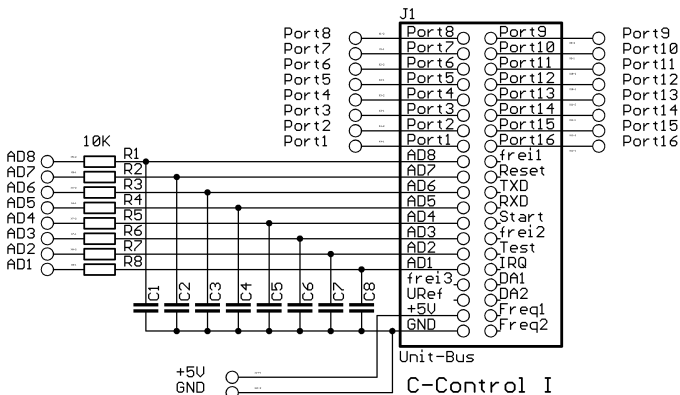 J1
Port8 Port8 Port9 Port9
Port7 Port7 Port10 Port10
Port6 Port6 Port11 Port11
Port5 Port5 Port12 Port12
Port4 Port4 Port13 Port13
Port3 Port3 Port14 Port14
Port2 Port2 Port15 Port15
Port1 Port1 Port16 Port16
10K
AD8 R1 AD8 frei1
AD7 R2 AD7 Reset
AD6 R3 AD6 TXD
AD5 R4 AD5 RXD
AD4 R5 AD4 Start
AD3 R6 AD3 frei2
AD2 R7 AD2 Test
AD1 R8 AD1 IRQ
frei3 DA1
C1 C2 C3 C4 C5 C6 C7 C8 URef DA2
+5V Freq1
GND Freq2
Unit-Bus
+5V
GND
C-Control I